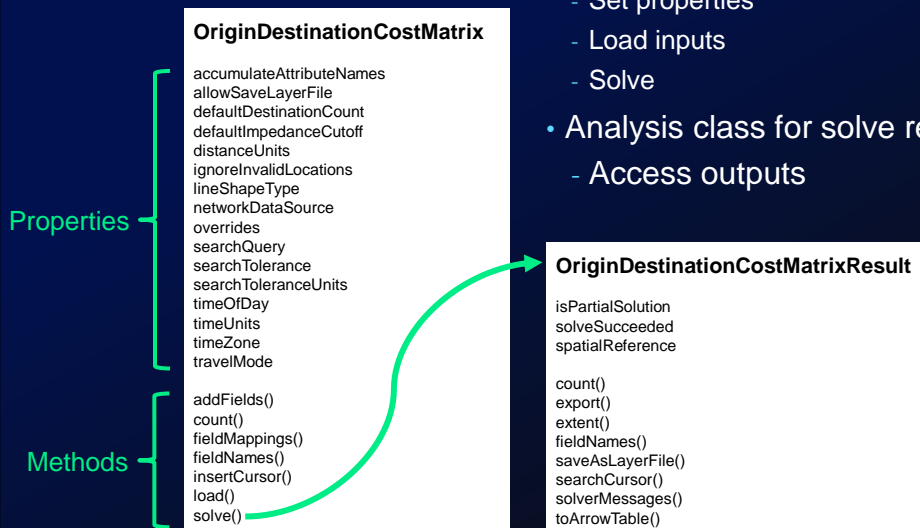 OriginDestinationCostMatrix
accumulateAttributeNames
allowSaveLayerFile
defaultDestinationCount
defaultImpedanceCutoff
distanceUnits
ignoreInvalidLocations
lineShapeType
networkDataSource
overrides
searchQuery
searchTolerance
searchToleranceUnits
timeOfDay
timeUnits
timeZone
travelMode
Properties
addFields()
count()
fieldMappings()
fieldNames()
insertCursor()
load()
solve()
Methods
- Set properties
- Load inputs
- Solve
• Analysis class for solve re
- Access outputs
OriginDestinationCostMatrixResult
isPartialSolution
solveSucceeded
spatialReference
count()
export()
extent()
fieldNames()
saveAsLayerFile()
searchCursor()
solverMessages()
toArrowTable()